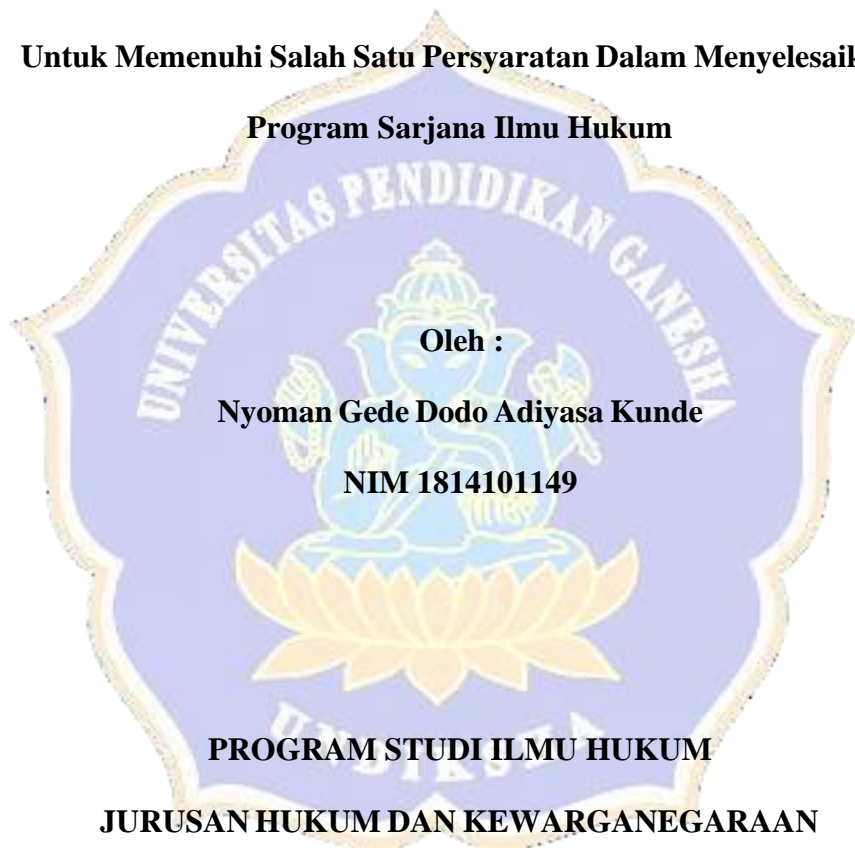 Untuk Memenuhi Salah Satu Persyaratan Dalam Menyelesaik
Program Sarjana Ilmu Hukum
UNIVERSITAS PENDIDIKAN GANESHA
Oleh :
Nyoman Gede Dodo Adiyasa Kunde
NIM 1814101149
UNDIKSHA
PROGRAM STUDI ILMU HUKUM
JURUSAN HUKUM DAN KEWARGANEGARAAN